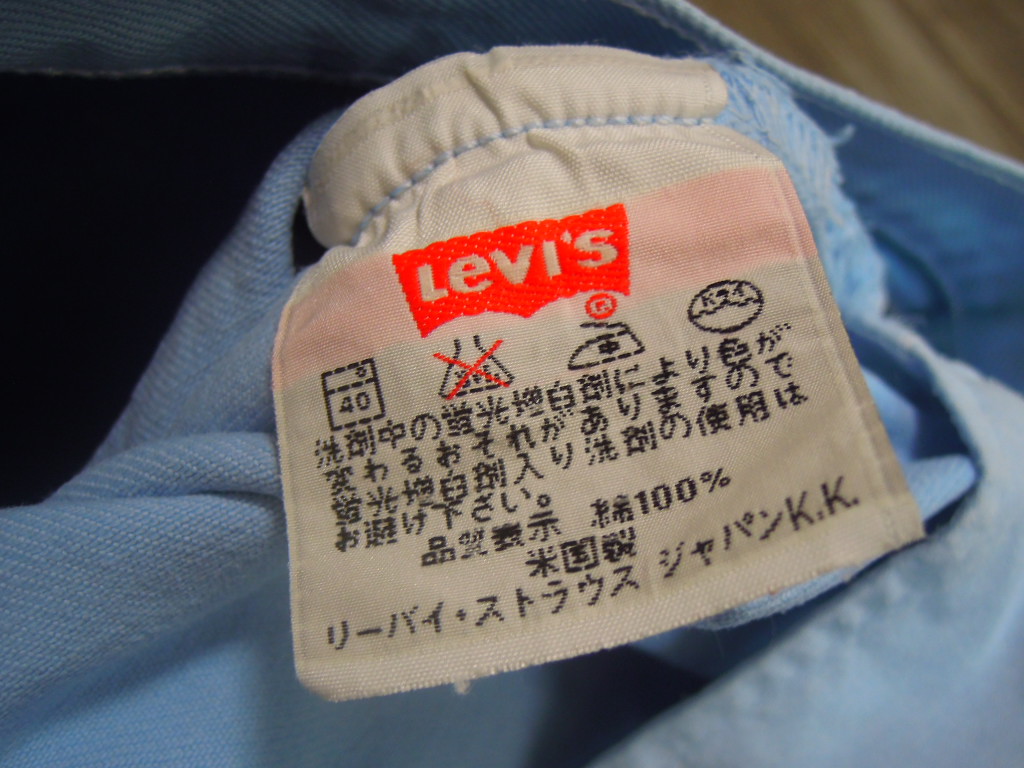 LEVI'S
®
40
ドライ
洗剤中の蛍光増白剤により色が
変わるおそれがありますので
蛍光増白剤入り洗剤の使用は
お避け下さい。
品質表示 綿100%
米国製
リーバイ・ストラウス ジャパンK.K.